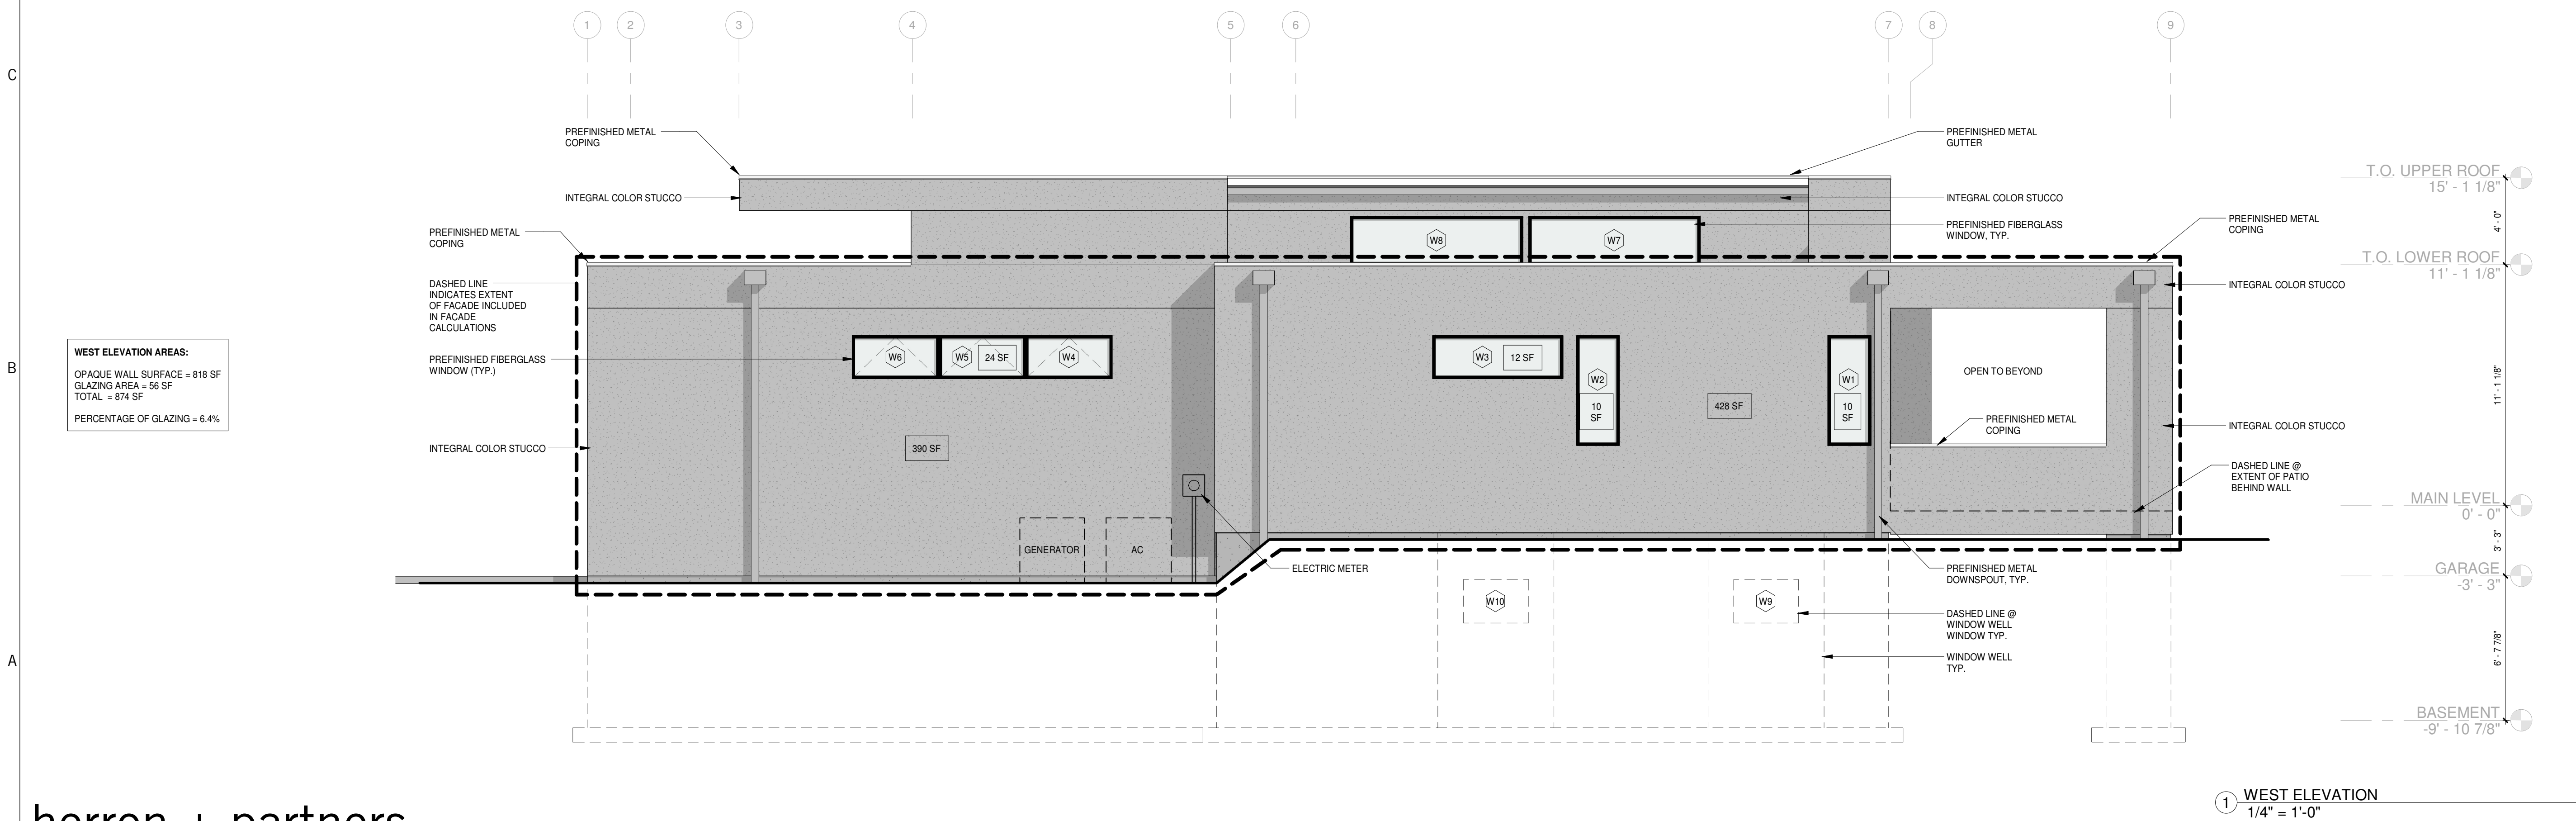 1 2 3 4 5 6 7 8 9
C
B
A
PREFINISHED METAL
COPING
INTEGRAL COLOR STUCCO
PREFINISHED METAL
COPING
DASHED LINE
INDICATES EXTENT
OF FACADE INCLUDED
IN FACADE
CALCULATIONS
PREFINISHED FIBERGLASS
WINDOW (TYP.)
INTEGRAL COLOR STUCCO
WEST ELEVATION AREAS:
OPAQUE WALL SURFACE = 818 SF
GLAZING AREA = 56 SF
TOTAL = 874 SF
PERCENTAGE OF GLAZING = 6.4%
W8
W7
W6
W5
24 SF
W4
W3
12 SF
W2
10
SF
W1
10
SF
390 SF
428 SF
GENERATOR
AC
ELECTRIC METER
W10
W9
OPEN TO BEYOND
PREFINISHED METAL
COPING
PREFINISHED METAL
GUTTER
INTEGRAL COLOR STUCCO
PREFINISHED FIBERGLASS
WINDOW, TYP.
PREFINISHED METAL
COPING
INTEGRAL COLOR STUCCO
INTEGRAL COLOR STUCCO
DASHED LINE @
EXTENT OF PATIO
BEHIND WALL
PREFINISHED METAL
DOWNSPOUT, TYP.
DASHED LINE @
WINDOW WELL
WINDOW TYP.
WINDOW WELL
TYP.
T.O. UPPER ROOF
15' - 1 1/8"
4' - 0"
T.O. LOWER ROOF
11' - 1 1/8"
11' - 1 1/8"
MAIN LEVEL
0' - 0"
3' - 3"
GARAGE
-3' - 3"
6' - 7 7/8"
BASEMENT
-9' - 10 7/8"
1 WEST ELEVATION
1/4" = 1'-0"
herron + partners